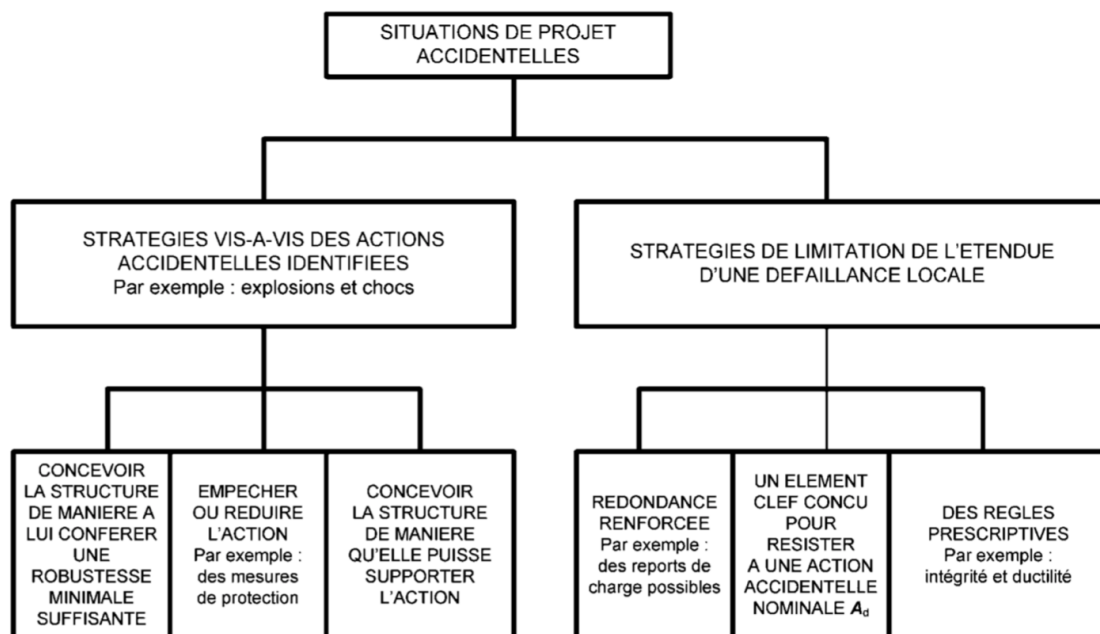 SITUATIONS DE PROJET
ACCIDENTELLES
STRATEGIES VIS-A-VIS DES ACTIONS
ACCIDENTELLES IDENTIFIEES
Par exemple : explosions et chocs
STRATEGIES DE LIMITATION DE L'ETENDUE
D'UNE DEFAILLANCE LOCALE
CONCEVOIR
LA STRUCTURE
DE MANIERE A
LUI CONFERER
UNE
ROBUSTESSE
MINIMALE
SUFFISANTE
EMPECHER
OU REDUIRE
L'ACTION
Par exemple :
des mesures
de protection
CONCEVOIR
LA STRUCTURE
DE MANIERE
QU'ELLE PUISSE
SUPPORTER
L'ACTION
REDONDANCE
RENFORCEE
Par exemple :
des reports de
charge possibles
UN ELEMENT
CLEF CONCU
POUR
RESISTER
A UNE ACTION
ACCIDENTELLE
NOMINALE Ad
DES REGLES
PRESCRIPTIVES
Par exemple :
intégrité et ductilité